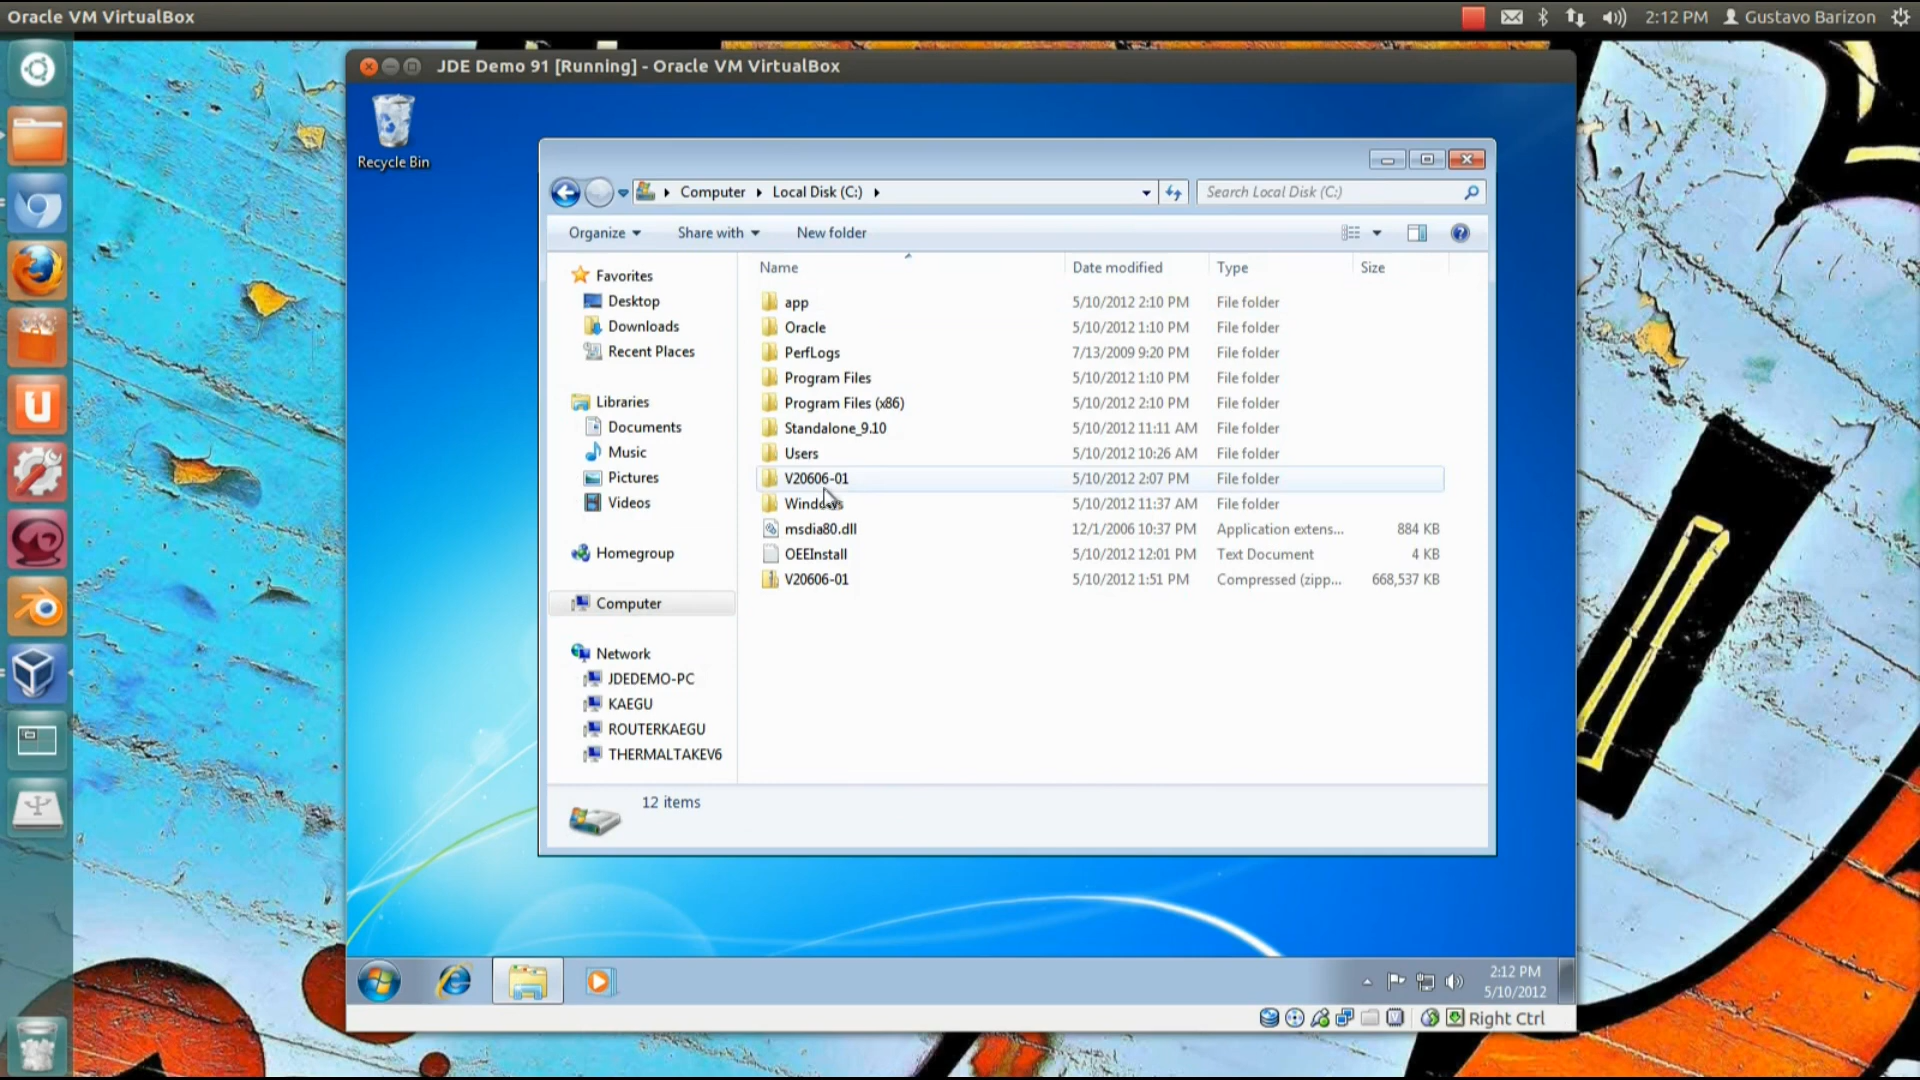 Oracle VM VirtualBox
2:12 PM Gustavo Barizon
JDE Demo 91 [Running] - Oracle VM VirtualBox
Recycle Bin
Computer Local Disk (C:) Search Local Disk (C:)
Organize Share with New folder
Name Date modified Type Size
Favorites
Desktop
Downloads
Recent Places
Libraries
Documents
Music
Pictures
Videos
Homegroup
Computer
Network
JDEDEMO-PC
KAEGU
ROUTERKAEGU
THERMALTAKEV6
app 5/10/2012 2:10 PM File folder
Oracle 5/10/2012 1:10 PM File folder
PerfLogs 7/13/2009 9:20 PM File folder
Program Files 5/10/2012 1:10 PM File folder
Program Files (x86) 5/10/2012 2:10 PM File folder
Standalone_9.10 5/10/2012 11:11 AM File folder
Users 5/10/2012 10:26 AM File folder
V20606-01 5/10/2012 2:07 PM File folder
Windows 5/10/2012 11:37 AM File folder
msdia80.dll 12/1/2006 10:37 PM Application extens... 884 KB
OEEInstall 5/10/2012 12:01 PM Text Document 4 KB
V20606-01 5/10/2012 1:51 PM Compressed (zipp... 668,537 KB
12 items
2:12 PM
5/10/2012
Right Ctrl